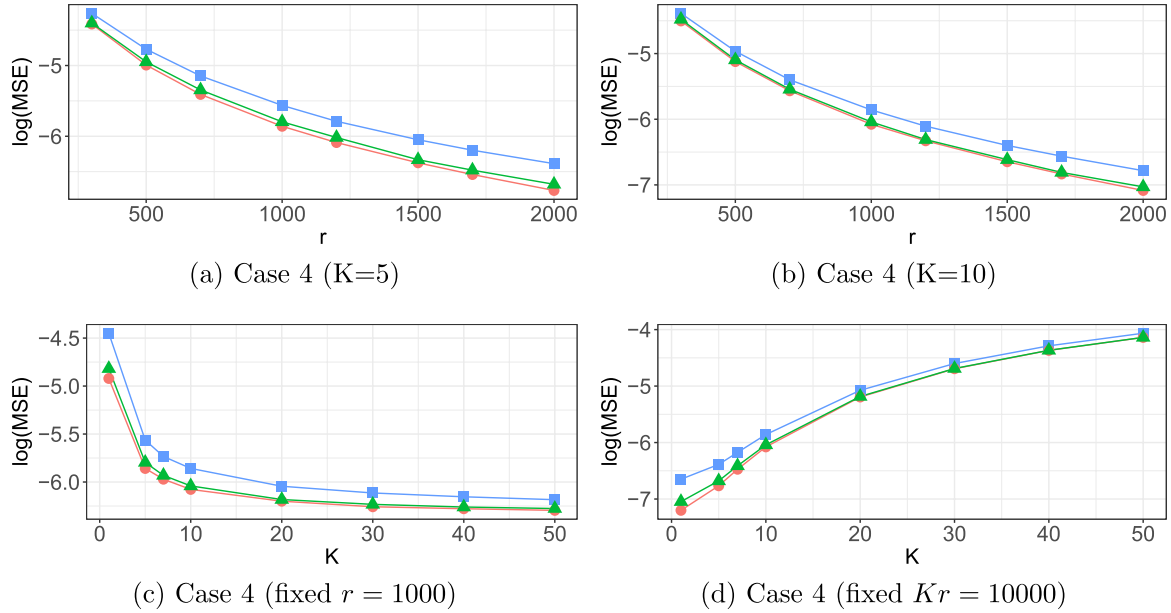 log(MSE)
−5
−6
500
1000
1500
2000
r
(a) Case 4 (K=5)
log(MSE)
−5
−6
−7
500
1000
1500
2000
r
(b) Case 4 (K=10)
log(MSE)
−4.5
−5.0
−5.5
−6.0
0
10
20
30
40
50
K
(c) Case 4 (fixed r = 1000)
log(MSE)
−4
−5
−6
−7
0
10
20
30
40
50
K
(d) Case 4 (fixed Kr = 10000)